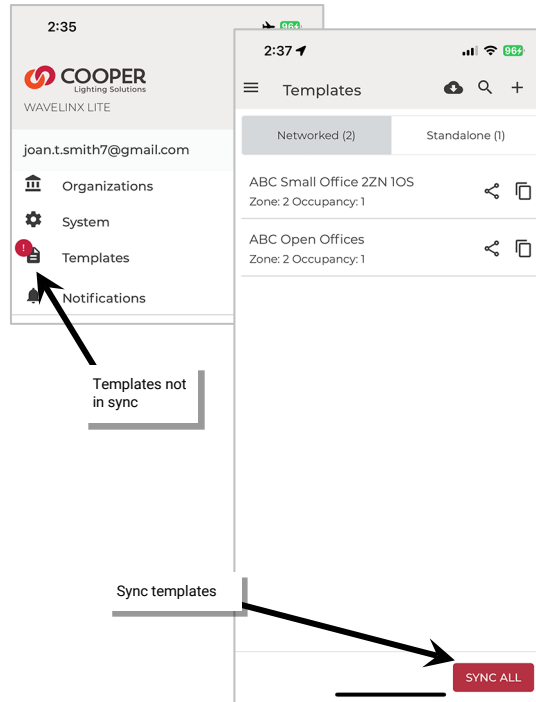 2:35
96
COOPER
Lighting Solutions
WAVELINX LITE
joan.t.smith7@gmail.com
Organizations
System
!
Templates
Notifications
Templates not
in sync
2:37
96
Templates
Networked (2)
Standalone (1)
ABC Small Office 2ZN 1OS
Zone: 2 Occupancy: 1
ABC Open Offices
Zone: 2 Occupancy: 1
Sync templates
SYNC ALL